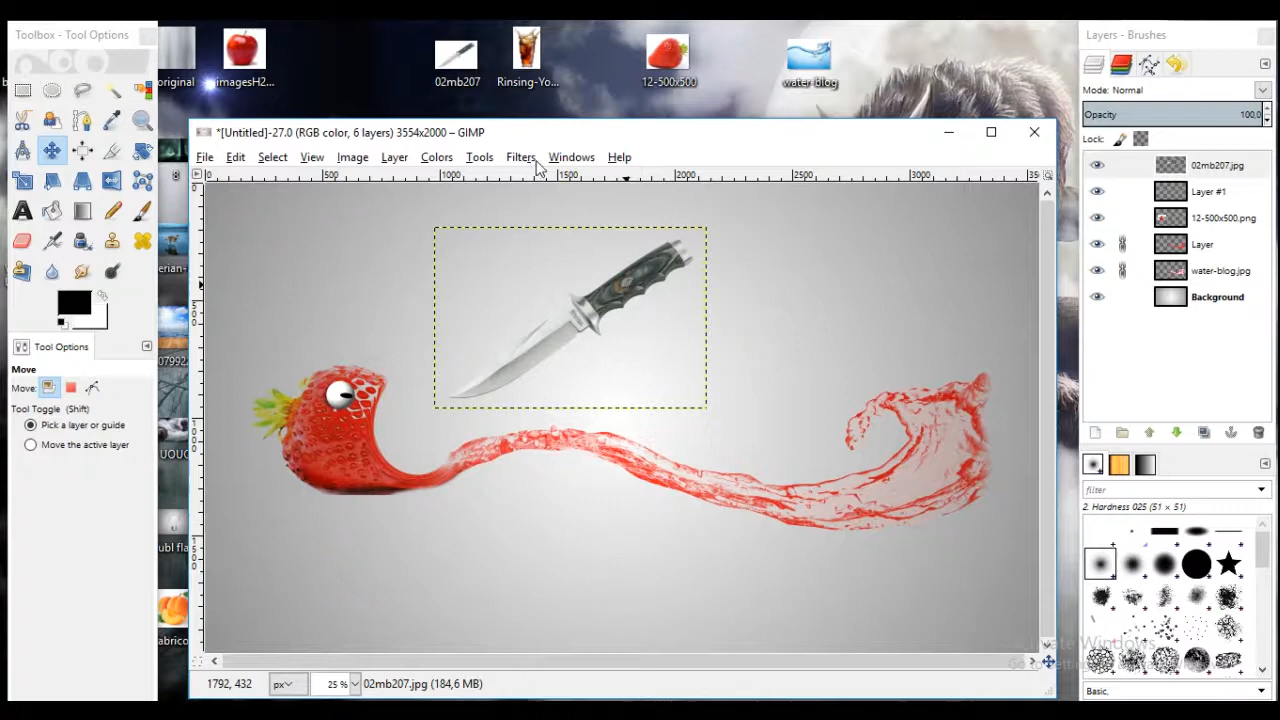 Toolbox - Tool Options
original
imagesH2...
02mb207
Rinsing-Yo...
12-500x500
water-blog
Layers - Brushes
*[Untitled]-27.0 (RGB color, 6 layers) 3554x2000 – GIMP
File Edit Select View Image Layer Colors Tools Filters Windows Help
0 500 1000 1500 2000 2500 3000
Mode: Normal
Opacity 100,0
Lock:
02mb207.jpg
Layer #1
12-500x500.png
Layer
water-blog.jpg
Background
Tool Options
Move
Move:
Tool Toggle (Shift)
Pick a layer or guide
Move the active layer
filter
2. Hardness 025 (51 × 51)
Basic,
1792, 432 px 25 % 02mb207.jpg (184,6 MB)